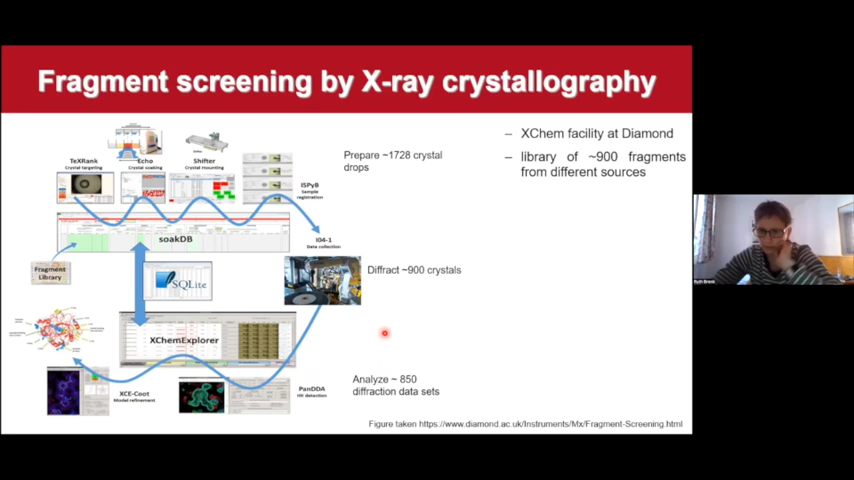 Fragment screening by X-ray crystallography
TeXRank
Crystal targeting
Echo
Crystal soaking
Shifter
Crystal mounting
ISPyB
Sample
registration
Prepare ~1728 crystal
drops
– XChem facility at Diamond
– library of ~900 fragments
from different sources
soakDB
I04-1
Data collection
Fragment
Library
SQLite
Diffract ~900 crystals
XChemExplorer
XCE-Coot
Model refinement
PanDDA
Hit detection
Analyze ~ 850
diffraction data sets
Figure taken https://www.diamond.ac.uk/Instruments/Mx/Fragment-Screening.html
Ruth Brenk